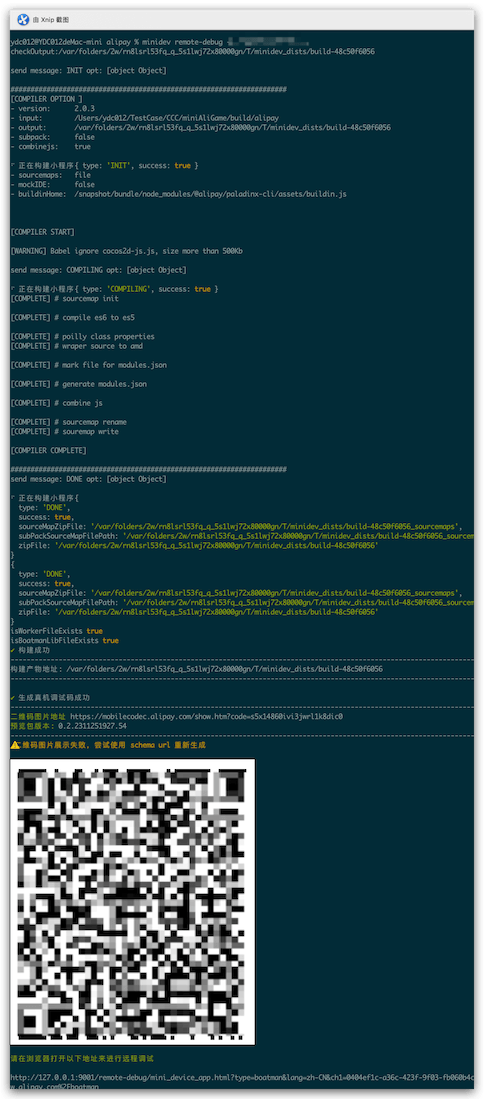 由 Xnip 截图
ydc012@YDC012deMac-mini alipay % minidev remote-debug
checkOutput:/var/folders/2w/rn8lsrl53fq_q_5s1lwj72x80000gn/T/minidev_dists/build-48c50f6056
send message: INIT opt: [object Object]
######################################################################
[COMPILER OPTION ]
- version: 2.0.3
- input: /Users/ydc012/TestCase/CCC/miniAliGame/build/alipay
- output: /var/folders/2w/rn8lsrl53fq_q_5s1lwj72x80000gn/T/minidev_dists/build-48c50f6056
- subpack: false
- combinejs: true
⠋ 正在构建小程序{ type: 'INIT', success: true }
- sourcemaps: file
- mockIDE: false
- buildinHome: /snapshot/bundle/node_modules/@alipay/paladinx-cli/assets/buildin.js
[COMPILER START]
[WARNING] Babel ignore cocos2d-js.js, size more than 500Kb
send message: COMPILING opt: [object Object]
⠋ 正在构建小程序{ type: 'COMPILING', success: true }
[COMPLETE] # sourcemap init
[COMPLETE] # compile es6 to es5
[COMPLETE] # poilly class properties
[COMPLETE] # wraper source to amd
[COMPLETE] # mark file for modules.json
[COMPLETE] # generate modules.json
[COMPLETE] # combine js
[COMPLETE] # sourcemap rename
[COMPLETE] # souremap write
[COMPILER COMPLETE]
######################################################################
send message: DONE opt: [object Object]
⠋ 正在构建小程序{
type: 'DONE',
success: true,
sourceMapZipFile: '/var/folders/2w/rn8lsrl53fq_q_5s1lwj72x80000gn/T/minidev_dists/build-48c50f6056_sourcemaps',
subPackSourceMapFilePath: '/var/folders/2w/rn8lsrl53fq_q_5s1lwj72x80000gn/T/minidev_dists/build-48c50f6056_sourcem
zipFile: '/var/folders/2w/rn8lsrl53fq_q_5s1lwj72x80000gn/T/minidev_dists/build-48c50f6056'
}
{
type: 'DONE',
success: true,
sourceMapZipFile: '/var/folders/2w/rn8lsrl53fq_q_5s1lwj72x80000gn/T/minidev_dists/build-48c50f6056_sourcemaps',
subPackSourceMapFilePath: '/var/folders/2w/rn8lsrl53fq_q_5s1lwj72x80000gn/T/minidev_dists/build-48c50f6056_sourcem
zipFile: '/var/folders/2w/rn8lsrl53fq_q_5s1lwj72x80000gn/T/minidev_dists/build-48c50f6056'
}
isWorkerFileExists true
isBoatmanLibFileExists true
✔ 构建成功
构建产物地址: /var/folders/2w/rn8lsrl53fq_q_5s1lwj72x80000gn/T/minidev_dists/build-48c50f6056
✔ 生成真机调试码成功
二维码图片地址 https://mobilecodec.alipay.com/show.htm?code=s5x14860ivi3jwrl1k8dic0
预览包版本: 0.2.2311251927.54
⚠二维码图片展示失败, 尝试使用 schema url 重新生成
请在浏览器打开以下地址来进行远程调试
http://127.0.0.1:9001/remote-debug/mini_device_app.html?type=boatman&lang=zh-CN&ch1=0404ef1c-a36c-423f-9f03-fb060b4c
w.alipay.com%2Fboatman